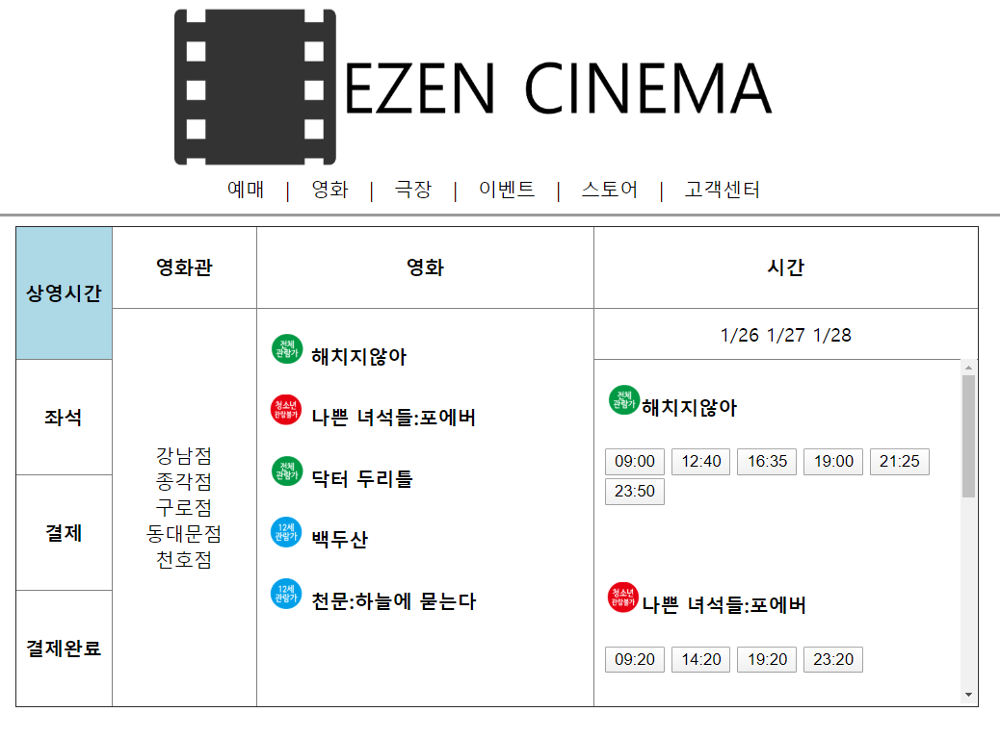 EZEN CINEMA
예매 | 영화 | 극장 | 이벤트 | 스토어 | 고객센터
상영시간
좌석
결제
결제완료
영화관
강남점
종각점
구로점
동대문점
천호점
영화
전체
관람가
해치지않아
청소년
관람불가
나쁜 녀석들:포에버
전체
관람가
닥터 두리틀
12세
관람가
백두산
12세
관람가
천문:하늘에 묻는다
시간
1/26 1/27 1/28
전체
관람가
해치지않아
09:00 12:40 16:35 19:00 21:25
23:50
청소년
관람불가
나쁜 녀석들:포에버
09:20 14:20 19:20 23:20